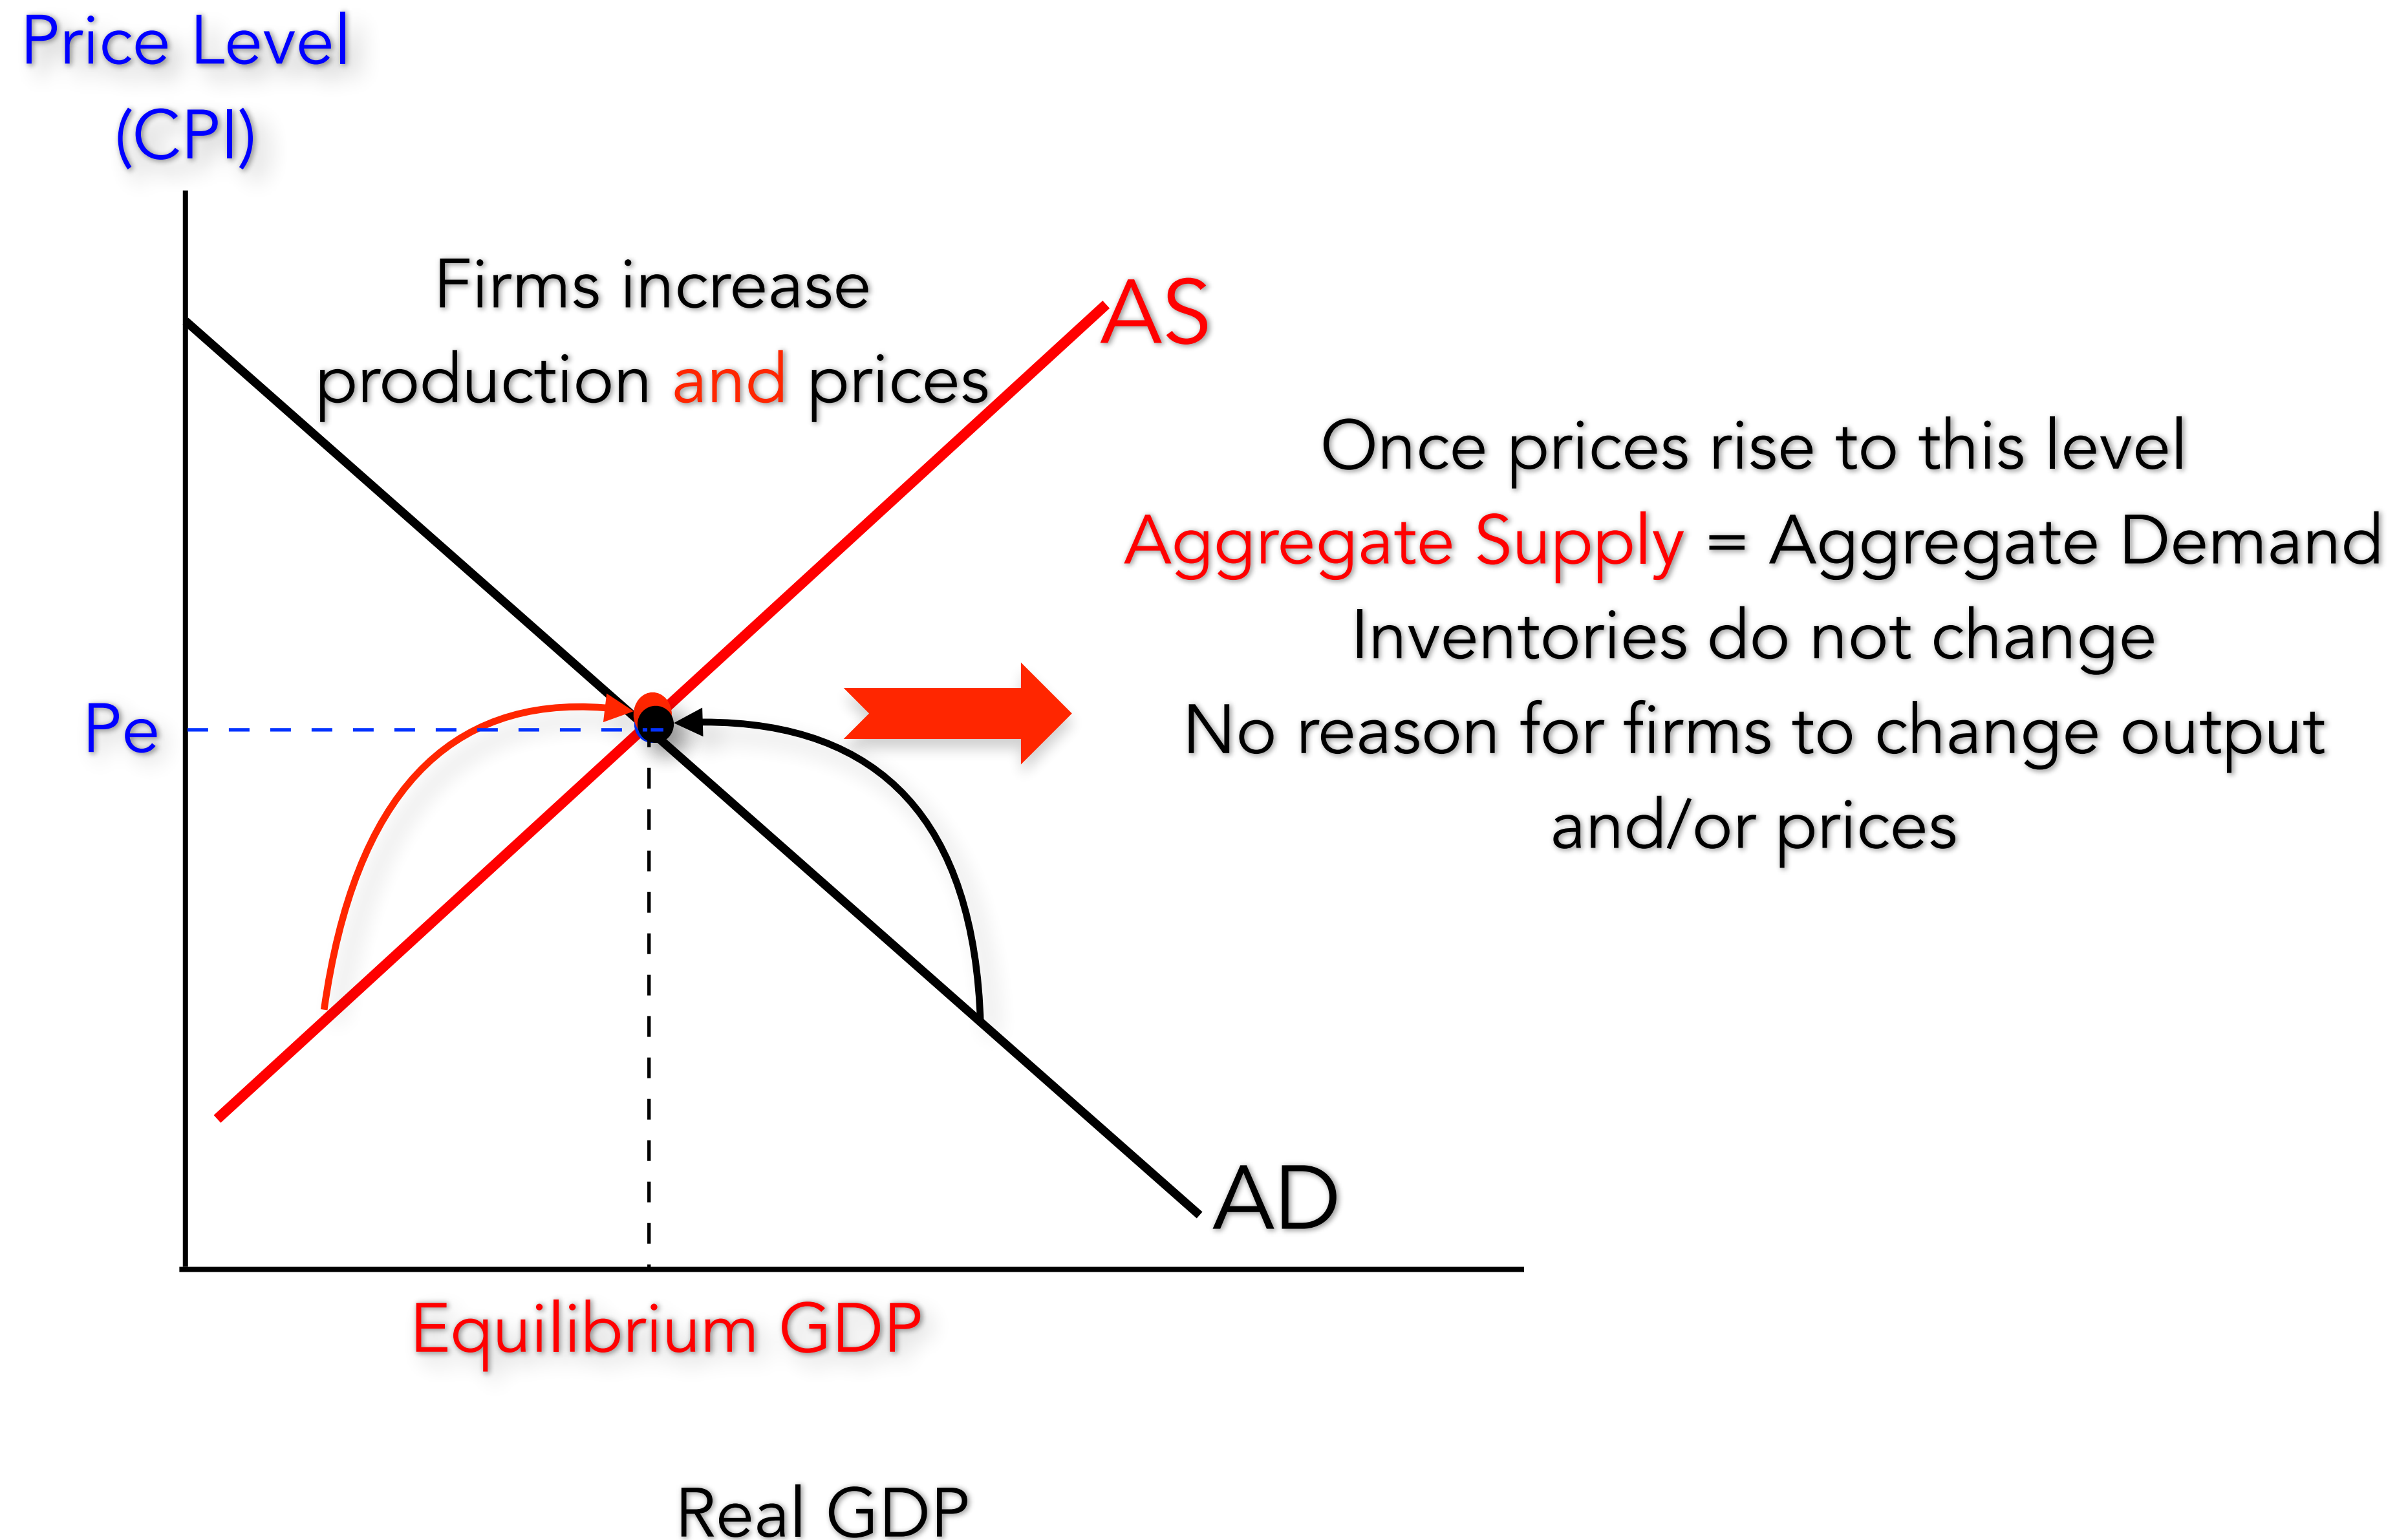 Price Level
(CPI)
Firms increase
production and prices
AS
Once prices rise to this level
Aggregate Supply = Aggregate Demand
Inventories do not change
No reason for firms to change output
and/or prices
Pe
AD
Equilibrium GDP
Real GDP